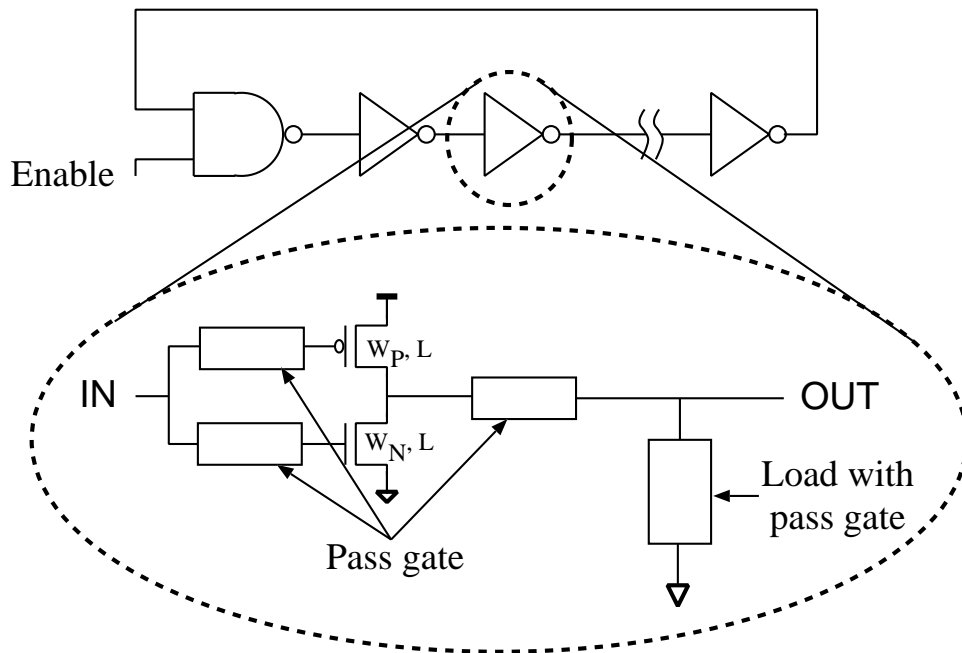 Enable
W_P, L
IN
OUT
W_N, L
Load with
pass gate
Pass gate